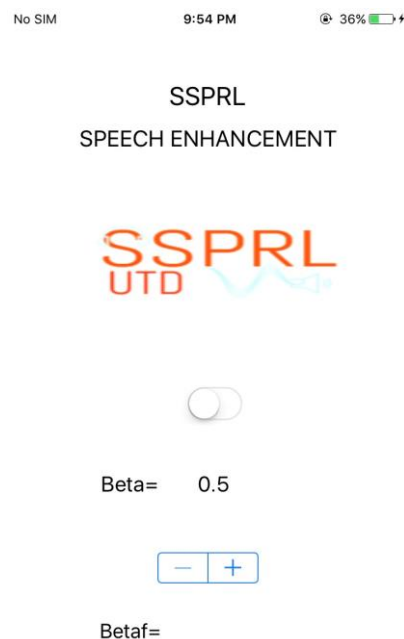 No SIM 9:54 PM 36%
SSPRL
SPEECH ENHANCEMENT
SSPRL
UTD
Beta= 0.5
− +
Betaf=